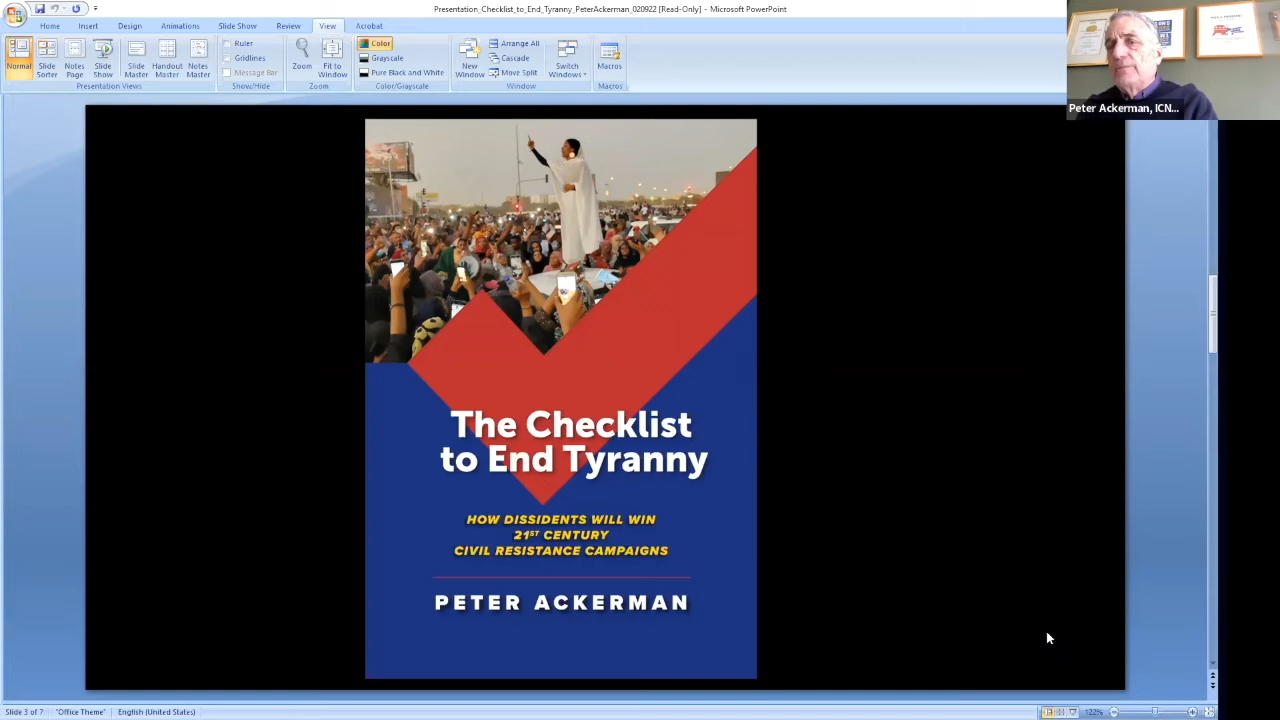 Presentation_Checklist_to_End_Tyranny_PeterAckerman_020922 [Read-Only] - Microsoft PowerPoint
Home Insert Design Animations Slide Show Review View Acrobat
Normal
Slide Sorter
Notes Page
Slide Show
Presentation Views
Slide Master
Handout Master
Notes Master
Ruler
Gridlines
Message Bar
Show/Hide
Zoom
Fit to Window
Zoom
Color
Grayscale
Pure Black and White
Color/Grayscale
New Window
Arrange All
Cascade
Move Split
Switch Windows
Window
Macros
Macros
Peter Ackerman, ICN...
The Checklist
to End Tyranny
HOW DISSIDENTS WILL WIN
21ST CENTURY
CIVIL RESISTANCE CAMPAIGNS
PETER ACKERMAN
Slide 3 of 7 "Office Theme" English (United States) 122%